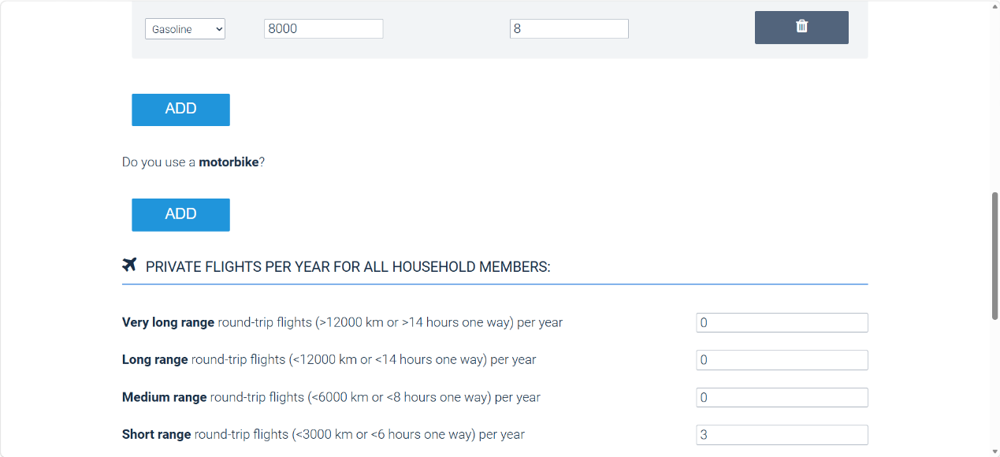 Gasoline 8000 8
ADD
Do you use a motorbike?
ADD
PRIVATE FLIGHTS PER YEAR FOR ALL HOUSEHOLD MEMBERS:
Very long range round-trip flights (>12000 km or >14 hours one way) per year 0
Long range round-trip flights (<12000 km or <14 hours one way) per year 0
Medium range round-trip flights (<6000 km or <8 hours one way) per year 0
Short range round-trip flights (<3000 km or <6 hours one way) per year 3